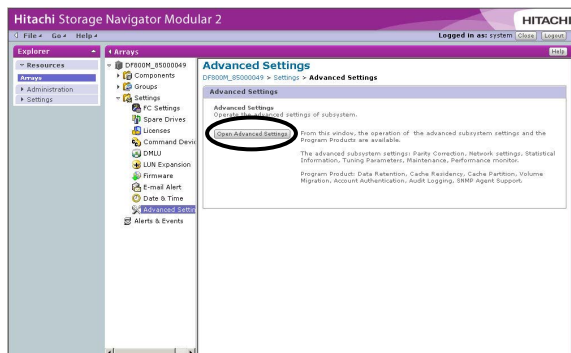 Hitachi Storage Navigator Modular 2
HITACHI
File Go Help
Logged in as: system Close Logout
Explorer
Arrays
Help
Resources
Arrays
Administration
Settings
DF800M_85000049
Components
Groups
Settings
FC Settings
Spare Drives
Licenses
Command Devic
DMLU
LUN Expansion
Firmware
E-mail Alert
Date & Time
Advanced Settin
Alerts & Events
Advanced Settings
DF800M_85000049 > Settings > Advanced Settings
Advanced Settings
Advanced Settings
Operate the advanced settings of subsystem.
Open Advanced Settings
From this window, the operation of the advanced subsystem settings and the
Program Products are available.
The advanced subsystem settings: Parity Correction, Network settings, Statistical
Information, Tuning Parameters, Maintenance, Performance monitor.
Program Product: Data Retention, Cache Residency, Cache Partition, Volume
Migration, Account Authentication, Audit Logging, SNMP Agent Support.